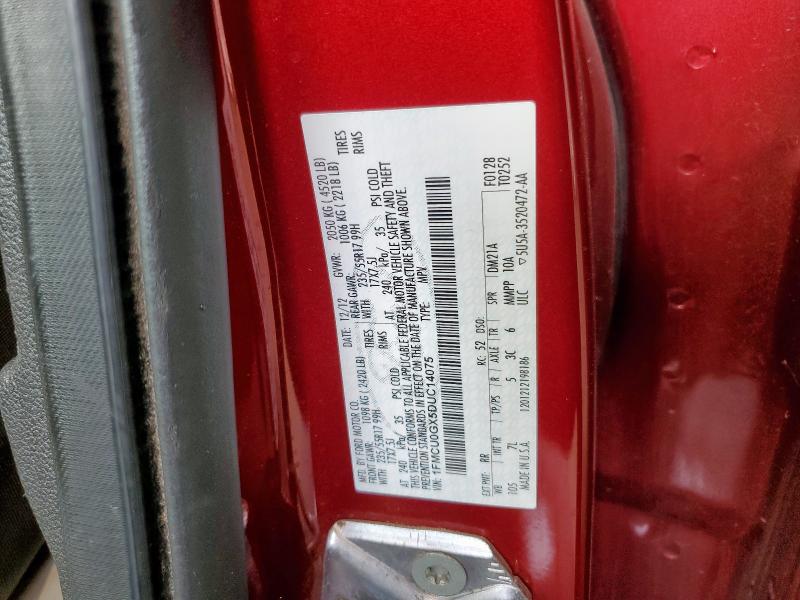 MFD. BY FORD MOTOR CO.
DATE: 12/12 GVWR: 2050 KG ( 4520 LB)
FRONT GAWR: 1098 KG ( 2420 LB) REAR GAWR: 1006 KG ( 2218 LB)
WITH 235/55R17 99H TIRES WITH 235/55R17 99H TIRES
17X7.5J RIMS 17X7.5J RIMS
AT 240 kPa/ 35 PSI COLD AT 240 kPa/ 35 PSI COLD
THIS VEHICLE CONFORMS TO ALL APPLICABLE FEDERAL MOTOR VEHICLE SAFETY AND THEFT
PREVENTION STANDARDS IN EFFECT ON THE DATE OF MANUFACTURE SHOWN ABOVE.
VIN: 1FMCU0GX5DUC14075
TYPE: MPV
EXT PNT: RR RC: 52 DSO: F0128
WB INT TR TP/PS R AXLE TR SPR DM21A T0252
105 7L 5 3C 6 MMPP 10A
MADE IN U.S.A. 120121219B186 ULC ▽5U5A-3520472-AA